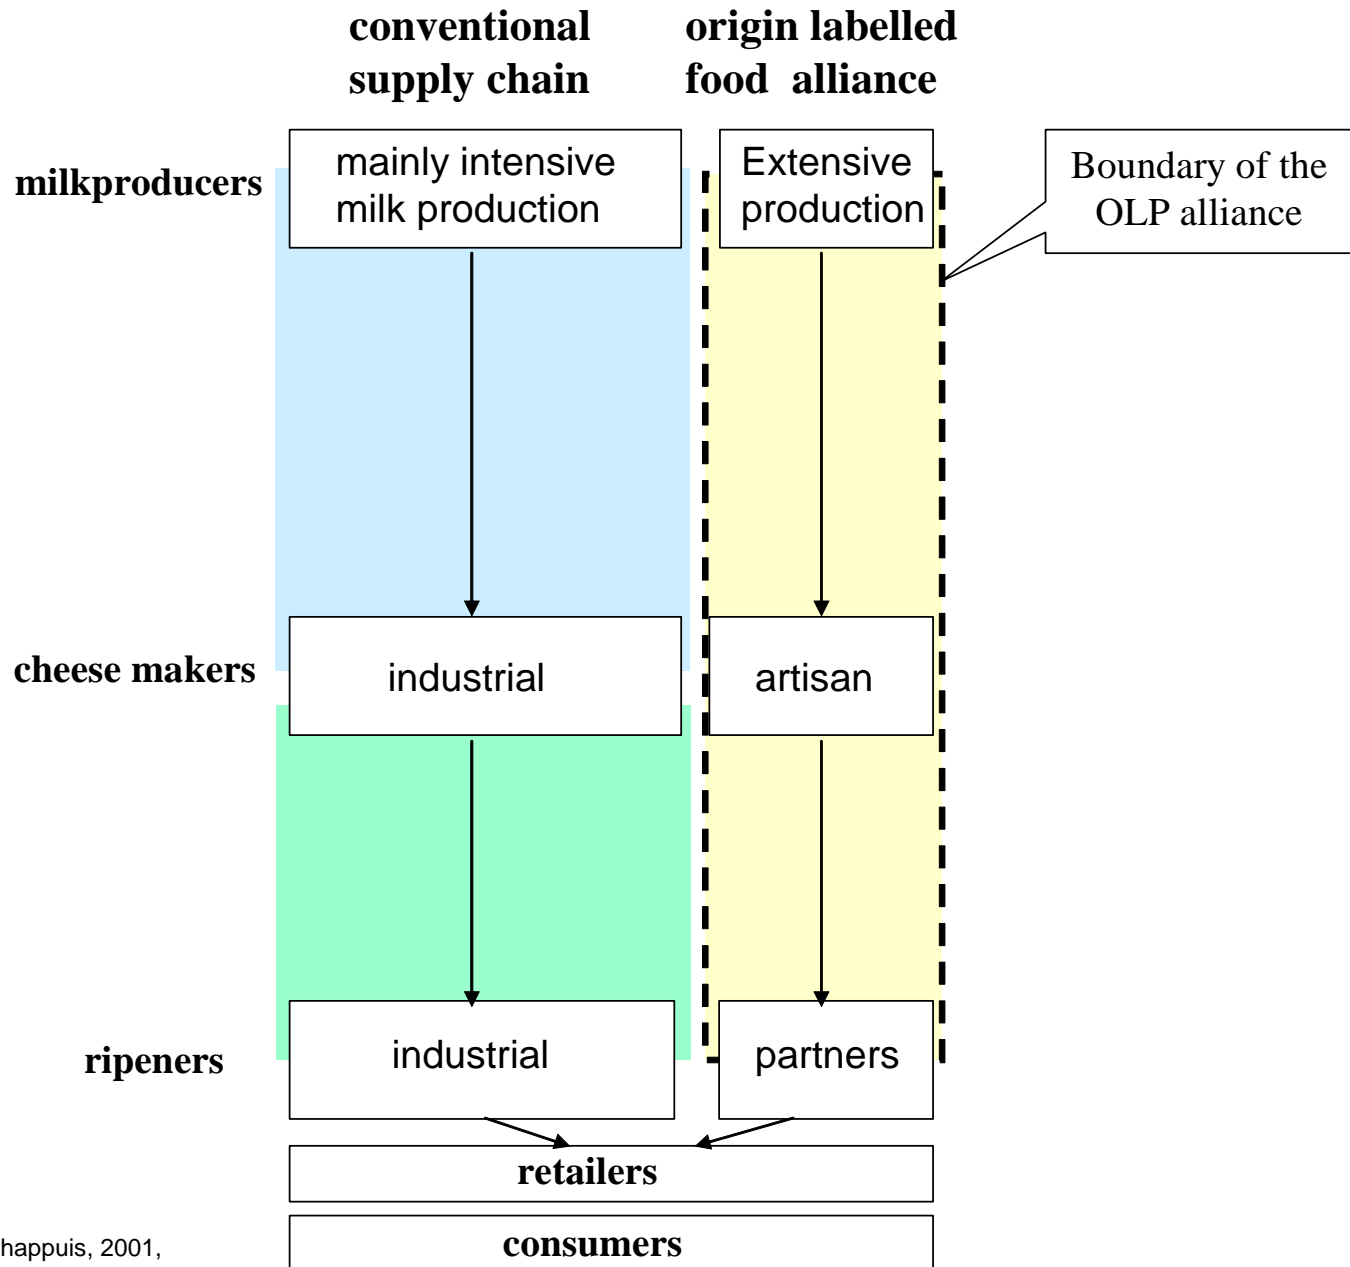 conventional
supply chain
origin labelled
food alliance
milkproducers
mainly intensive
milk production
Extensive
production
Boundary of the
OLP alliance
cheese makers
industrial
artisan
ripeners
industrial
partners
retailers
consumers
happuis, 2001,